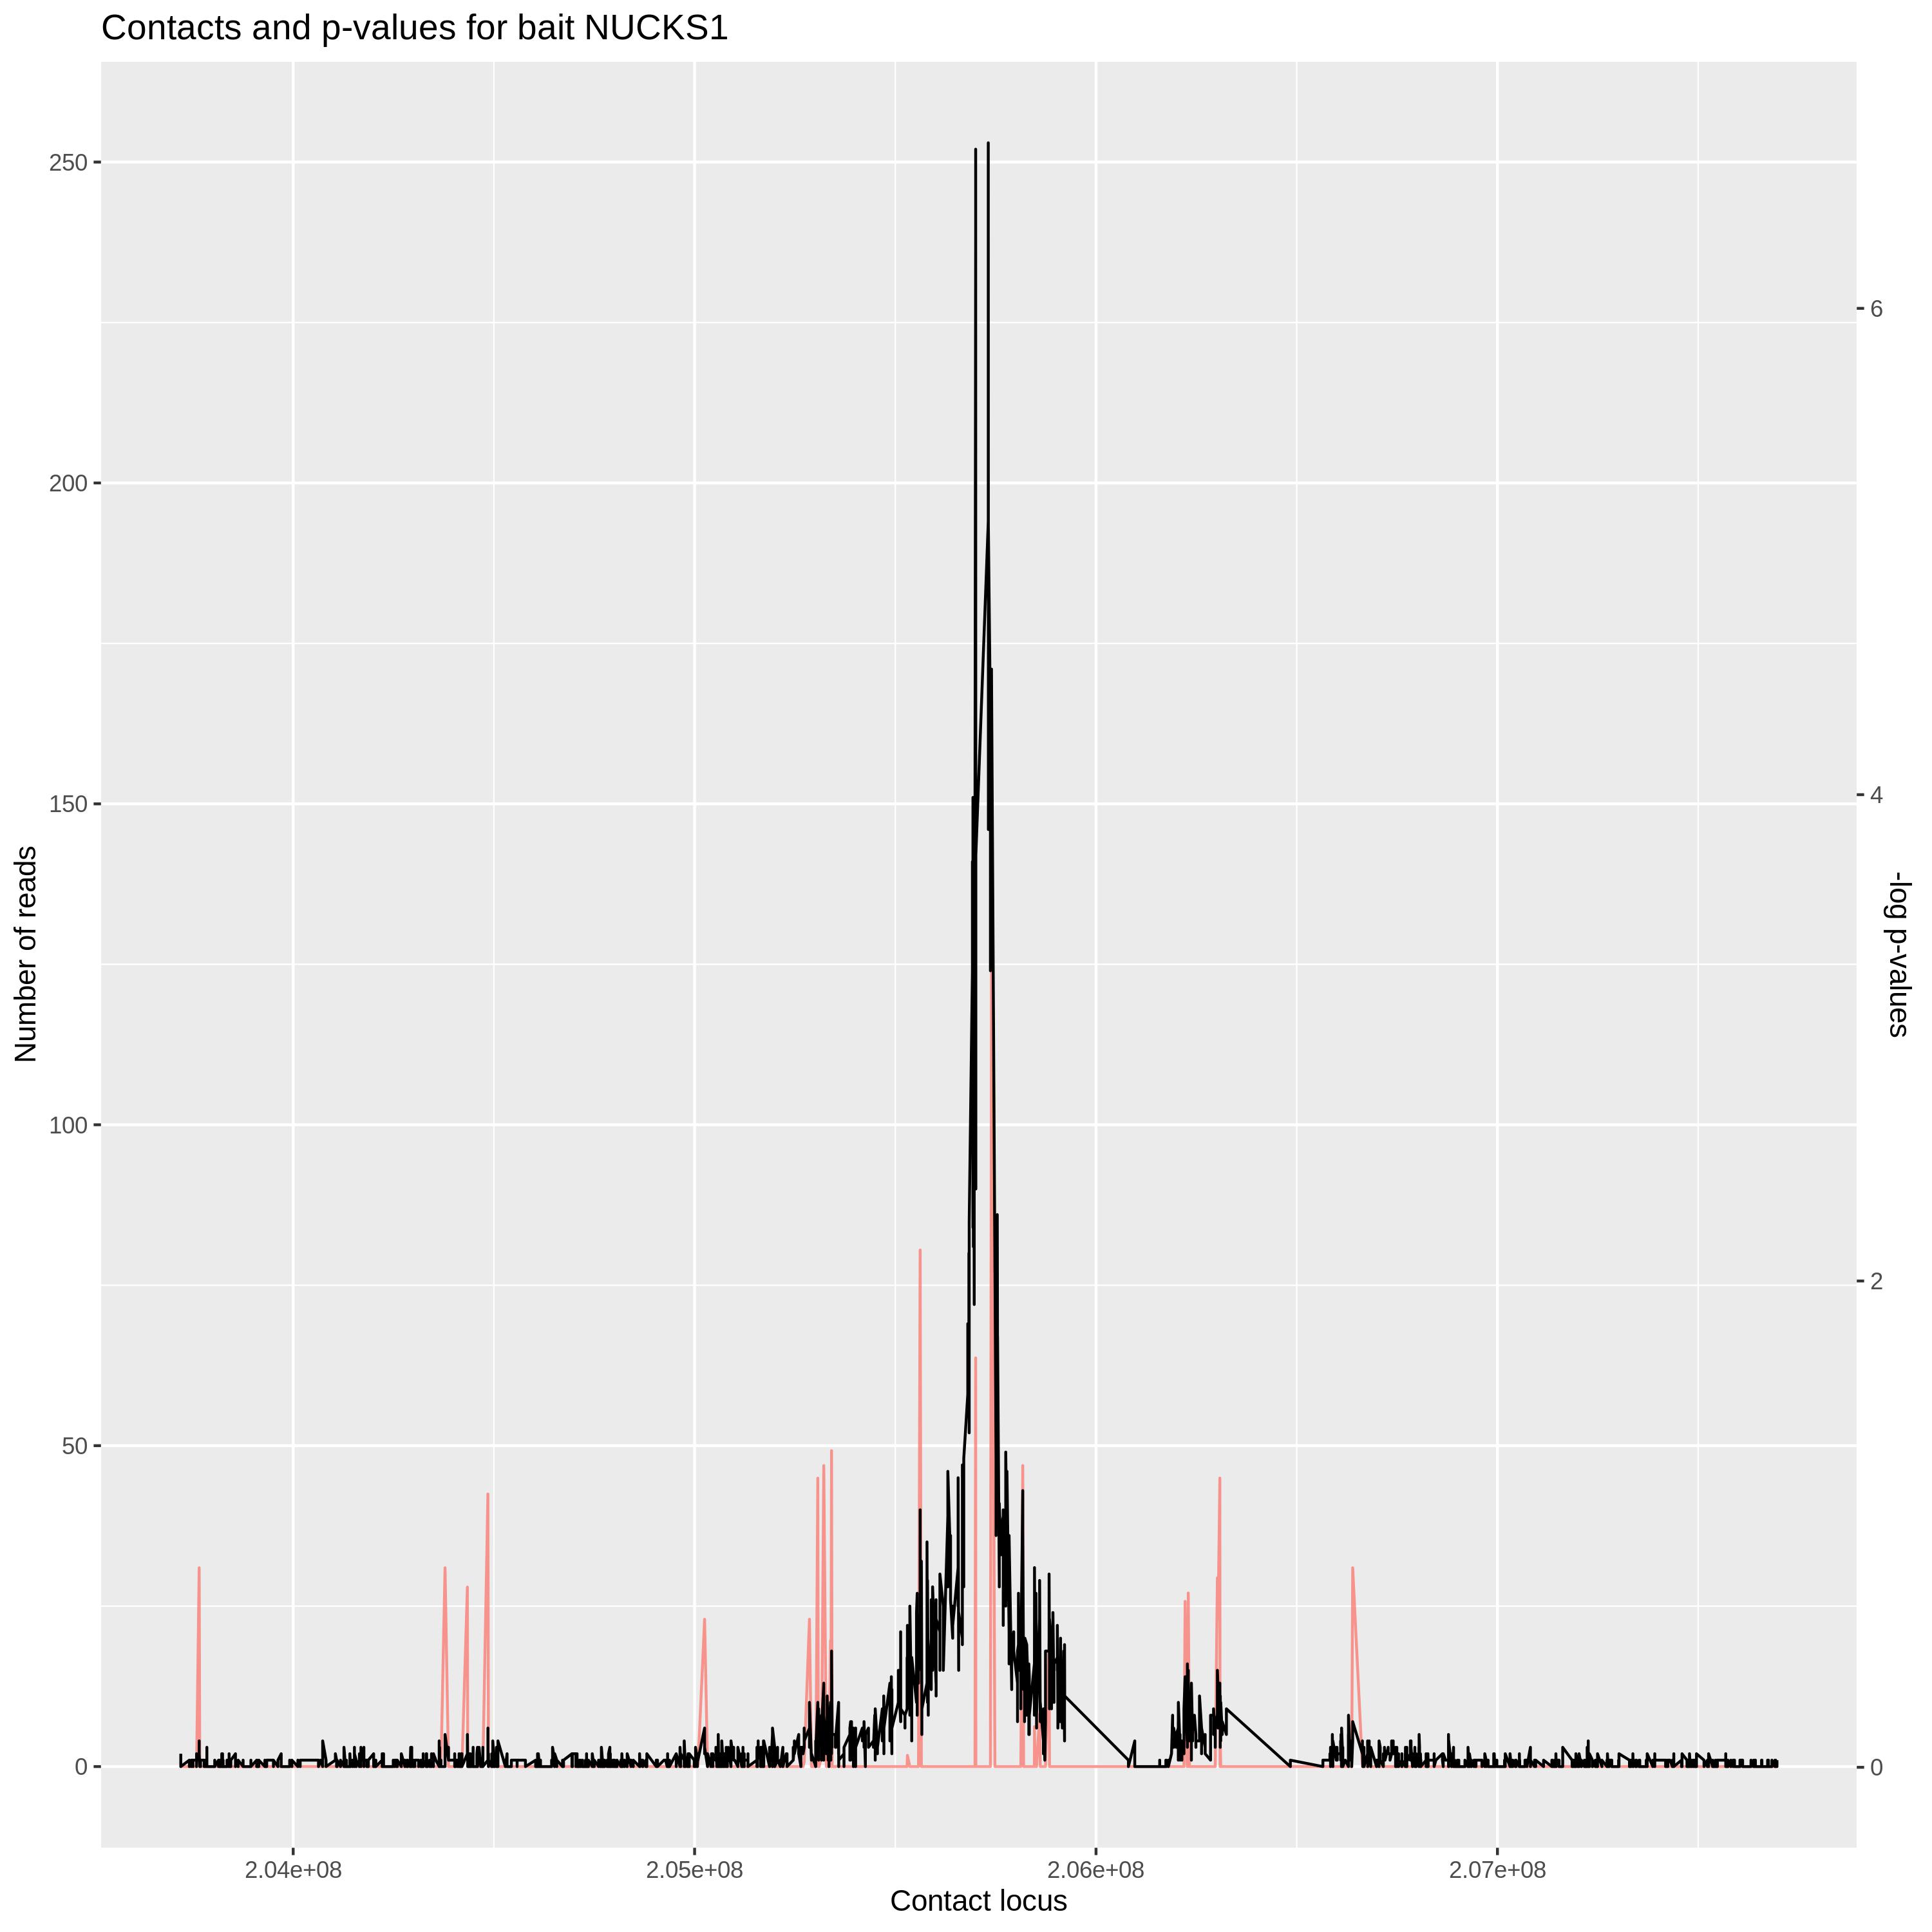 Contacts and p-values for bait NUCKS1
250
200
150
100
50
0
Number of reads
6
4
2
0
-log p-values
2.04e+08
2.05e+08
2.06e+08
2.07e+08
Contact locus